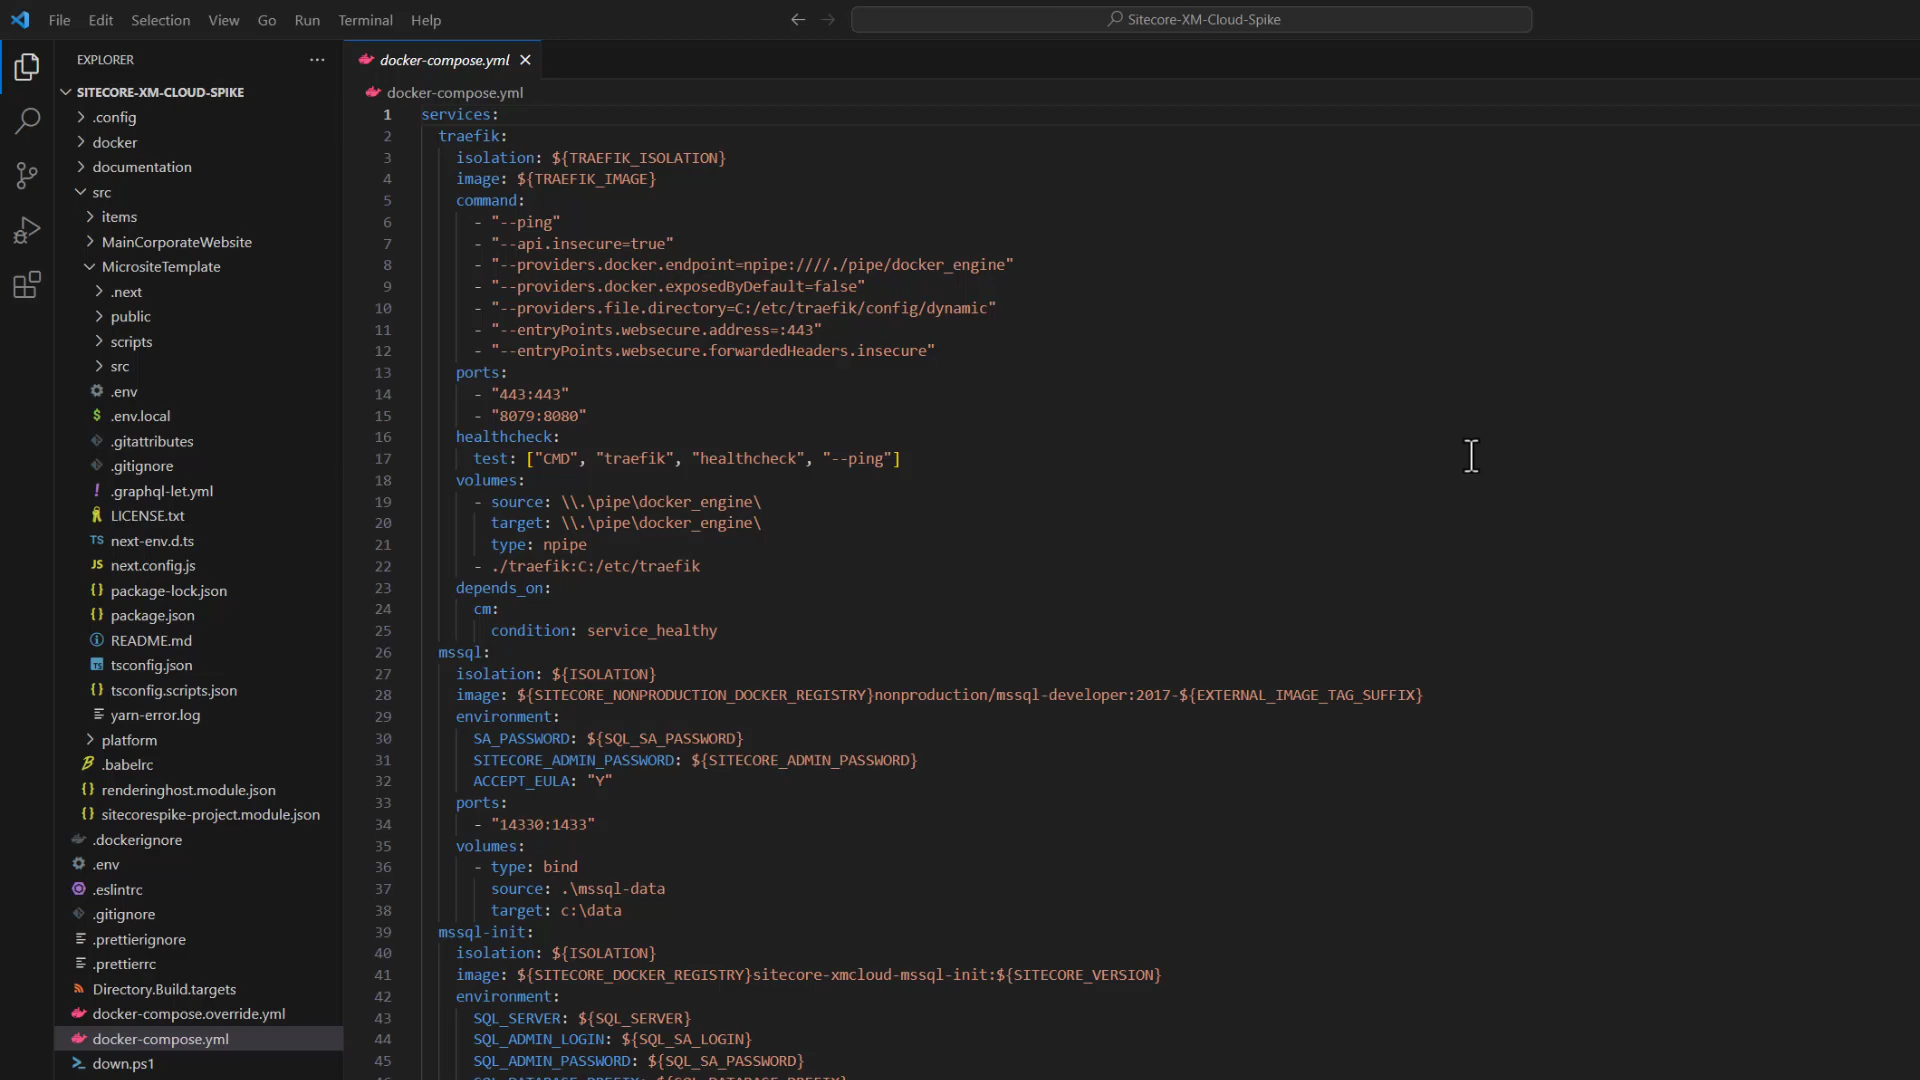 File Edit Selection View Go Run Terminal Help
Sitecore-XM-Cloud-Spike
EXPLORER
SITECORE-XM-CLOUD-SPIKE
.config
docker
documentation
src
items
MainCorporateWebsite
MicrositeTemplate
.next
public
scripts
src
.env
.env.local
.gitattributes
.gitignore
.graphql-let.yml
LICENSE.txt
next-env.d.ts
next.config.js
package-lock.json
package.json
README.md
tsconfig.json
tsconfig.scripts.json
yarn-error.log
platform
.babelrc
renderinghost.module.json
sitecorespike-project.module.json
.dockerignore
.env
.eslintrc
.gitignore
.prettierignore
.prettierrc
Directory.Build.targets
docker-compose.override.yml
docker-compose.yml
down.ps1
docker-compose.yml
docker-compose.yml
1 services:
2 traefik:
3 isolation: ${TRAEFIK_ISOLATION}
4 image: ${TRAEFIK_IMAGE}
5 command:
6 - "--ping"
7 - "--api.insecure=true"
8 - "--providers.docker.endpoint=npipe:////./pipe/docker_engine"
9 - "--providers.docker.exposedByDefault=false"
10 - "--providers.file.directory=C:/etc/traefik/config/dynamic"
11 - "--entryPoints.websecure.address=:443"
12 - "--entryPoints.websecure.forwardedHeaders.insecure"
13 ports:
14 - "443:443"
15 - "8079:8080"
16 healthcheck:
17 test: ["CMD", "traefik", "healthcheck", "--ping"]
18 volumes:
19 - source: \\.\pipe\docker_engine\
20 target: \\.\pipe\docker_engine\
21 type: npipe
22 - ./traefik:C:/etc/traefik
23 depends_on:
24 cm:
25 condition: service_healthy
26 mssql:
27 isolation: ${ISOLATION}
28 image: ${SITECORE_NONPRODUCTION_DOCKER_REGISTRY}nonproduction/mssql-developer:2017-${EXTERNAL_IMAGE_TAG_SUFFIX}
29 environment:
30 SA_PASSWORD: ${SQL_SA_PASSWORD}
31 SITECORE_ADMIN_PASSWORD: ${SITECORE_ADMIN_PASSWORD}
32 ACCEPT_EULA: "Y"
33 ports:
34 - "14330:1433"
35 volumes:
36 - type: bind
37 source: .\mssql-data
38 target: c:\data
39 mssql-init:
40 isolation: ${ISOLATION}
41 image: ${SITECORE_DOCKER_REGISTRY}sitecore-xmcloud-mssql-init:${SITECORE_VERSION}
42 environment:
43 SQL_SERVER: ${SQL_SERVER}
44 SQL_ADMIN_LOGIN: ${SQL_SA_LOGIN}
45 SQL_ADMIN_PASSWORD: ${SQL_SA_PASSWORD}